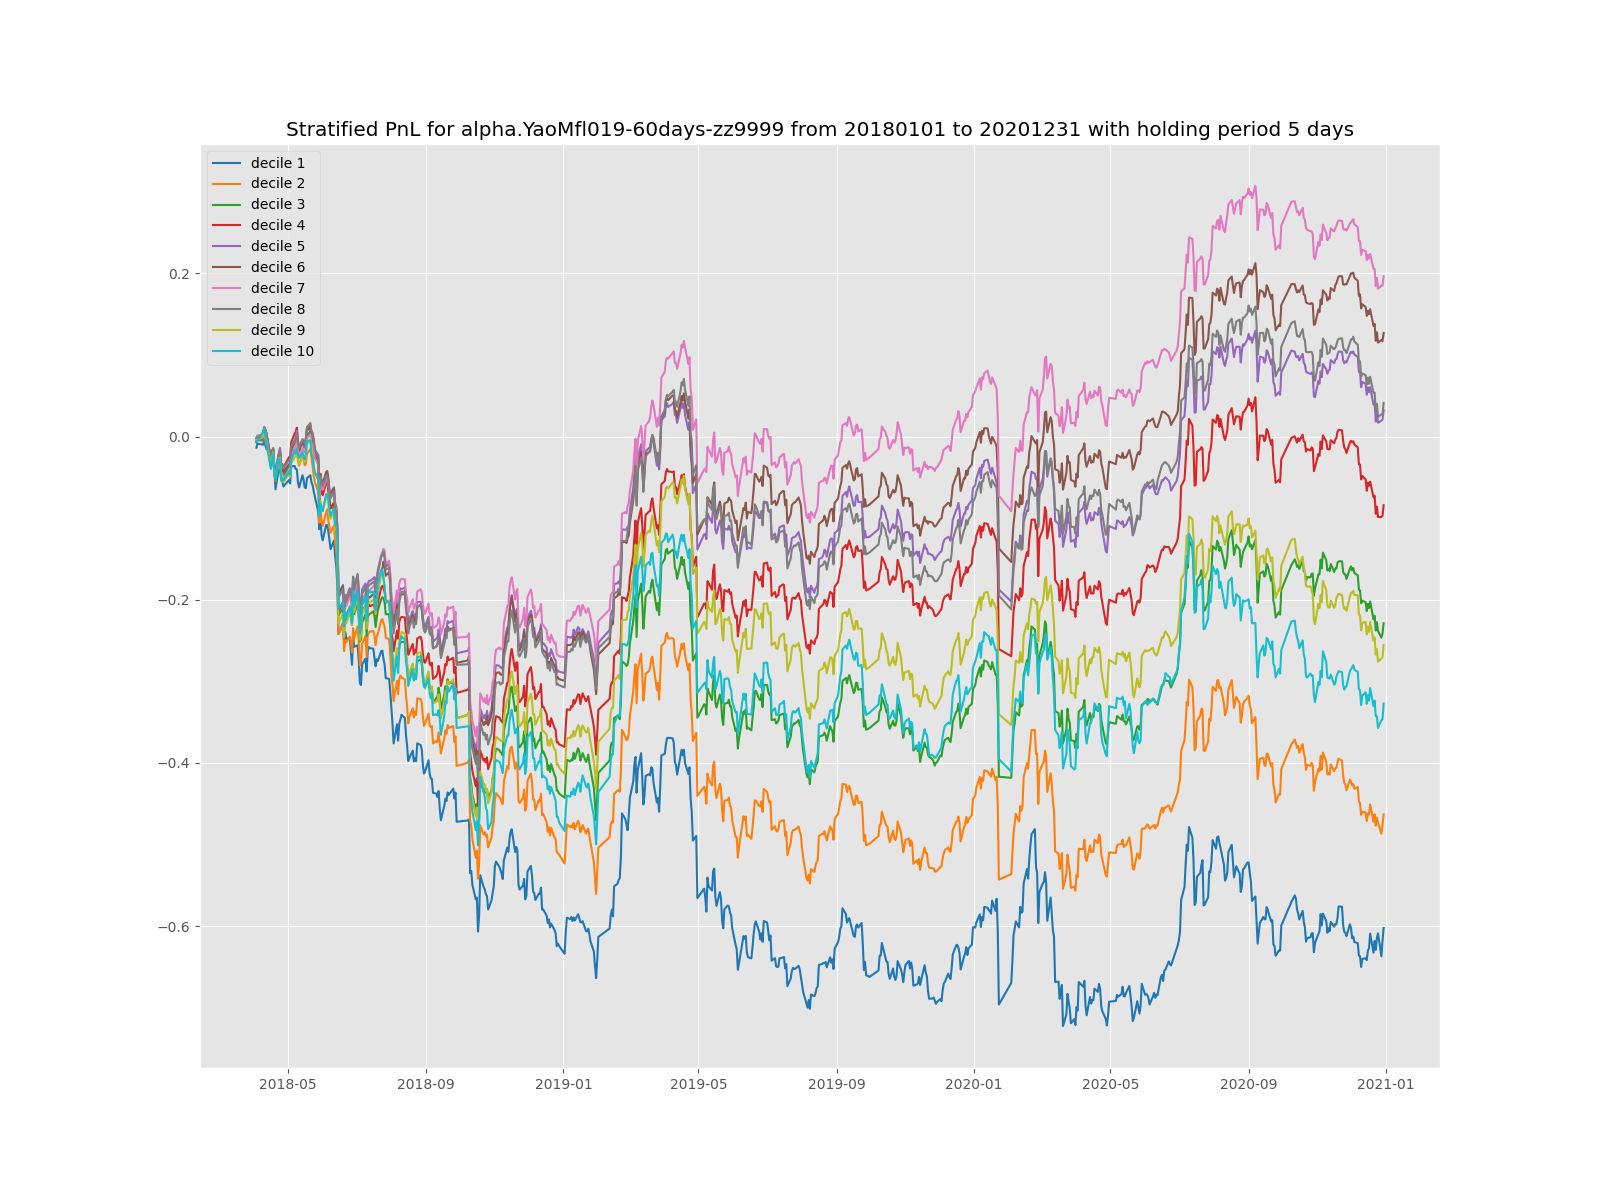 Stratified PnL for alpha.YaoMfl019-60days-zz9999 from 20180101 to 20201231 with holding period 5 days
decile 1
decile 2
decile 3
decile 4
decile 5
decile 6
decile 7
decile 8
decile 9
decile 10
0.2
0.0
−0.2
−0.4
−0.6
2018-05 2018-09 2019-01 2019-05 2019-09 2020-01 2020-05 2020-09 2021-01